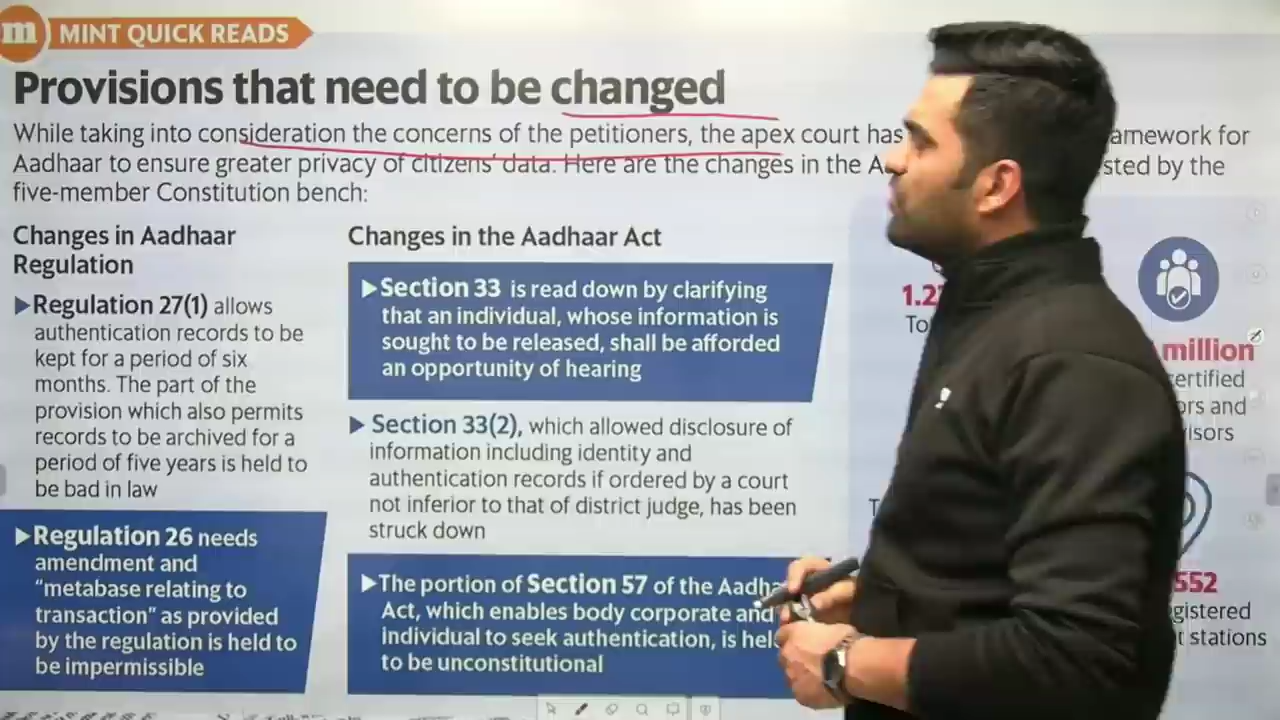 m MINT QUICK READS
Provisions that need to be changed
While taking into consideration the concerns of the petitioners, the apex court has amework for
Aadhaar to ensure greater privacy of citizens' data. Here are the changes in the Aa sted by the
five-member Constitution bench:
Changes in Aadhaar
Regulation
▶Regulation 27(1) allows
authentication records to be
kept for a period of six
months. The part of the
provision which also permits
records to be archived for a
period of five years is held to
be bad in law
▶Regulation 26 needs
amendment and
"metabase relating to
transaction" as provided
by the regulation is held to
be impermissible
Changes in the Aadhaar Act
▶Section 33 is read down by clarifying
that an individual, whose information is
sought to be released, shall be afforded
an opportunity of hearing
▶ Section 33(2), which allowed disclosure of
information including identity and
authentication records if ordered by a court
not inferior to that of district judge, has been
struck down
▶The portion of Section 57 of the Aadha
Act, which enables body corporate and
individual to seek authentication, is held
to be unconstitutional
1.2
To
million
ertified
ors and
visors
T
552
gistered
t stations